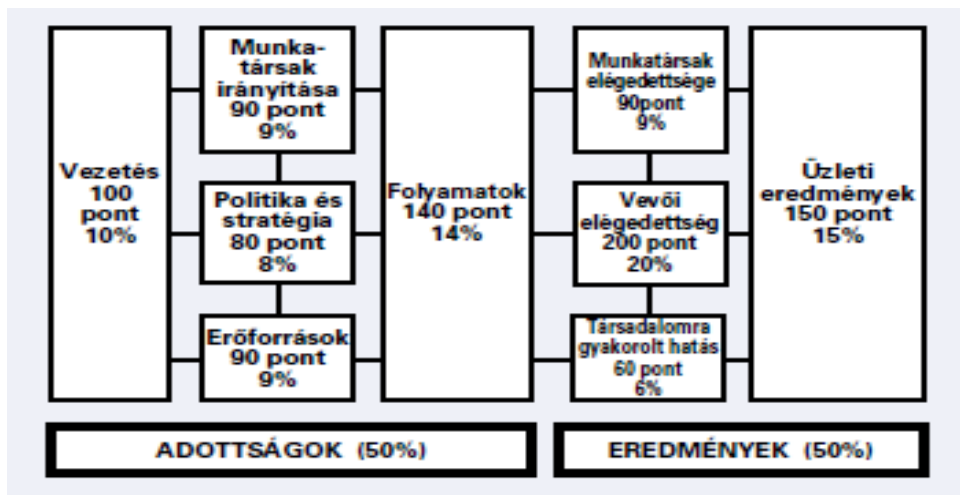 Vezetés
100
pont
10%
Munka-
társak
irányítása
90 pont
9%
Politika és
stratégia
80 pont
8%
Erőforrások
90 pont
9%
Folyamatok
140 pont
14%
Munkatársak
elégedettsége
90pont
9%
Vevői
elégedettség
200 pont
20%
Társadalomra
gyakorolt hatás
60 pont
6%
Üzleti
eredmények
150 pont
15%
ADOTTSÁGOK (50%)
EREDMÉNYEK (50%)